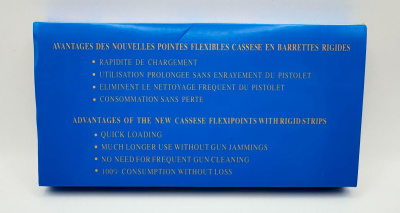 AVANTAGES DES NOUVELLES POINTES FLEXIBLES CASSESE EN BARRETTES RIGIDES
• RAPIDITE DE CHARGEMENT
• UTILISATION PROLONGEE SANS ENRAYEMENT DU PISTOLET
• ELIMINENT LE NETTOYAGE FREQUENT DU PISTOLET
• CONSOMMATION SANS PERTE
ADVANTAGES OF THE NEW CASSESE FLEXIPOINTS WITH RIGID STRIPS
• QUICK LOADING
• MUCH LONGER USE WITHOUT GUN JAMMINGS
• NO NEED FOR FREQUENT GUN CLEANING
• 100% CONSUMPTION WITHOUT LOSS